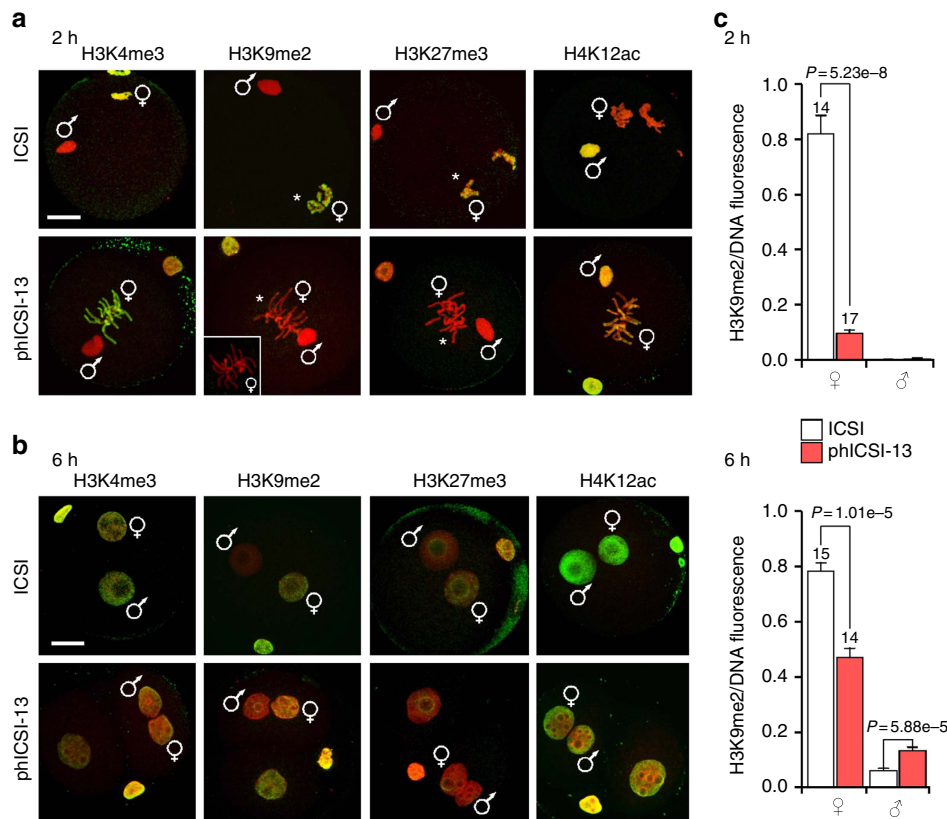 a
2 h
H3K4me3 H3K9me2 H3K27me3 H4K12ac
ICSI
♂ ♀ ♂ * ♀ * ♀ ♀ ♂
phICSI-13
♀ ♂ * ♀ ♂ ♀ ♀ * ♂ ♂ ♀
b
6 h
H3K4me3 H3K9me2 H3K27me3 H4K12ac
ICSI
♀ ♂ ♂ ♀ ♂ ♀ ♀ ♂
phICSI-13
♂ ♀ ♂ ♀ ♀ ♂ ♀ ♂
c
2 h
P = 5.23e–8
H3K9me2/DNA fluorescence
1.0
0.8
0.6
0.4
0.2
0.0
14
17
♀ ♂
ICSI
phICSI-13
6 h
P = 1.01e–5
H3K9me2/DNA fluorescence
1.0
0.8
0.6
0.4
0.2
0.0
15
14
P = 5.88e–5
♀ ♂